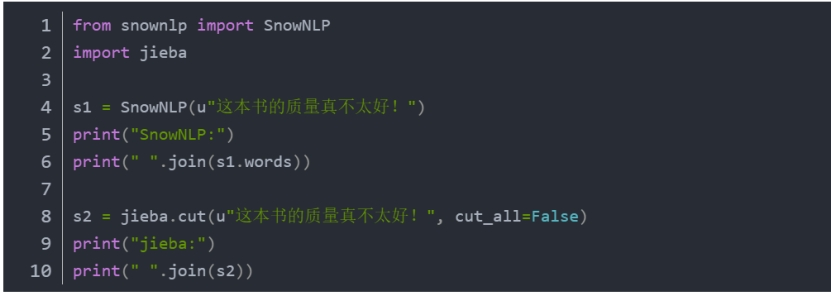 1 from snownlp import SnowNLP
2 import jieba
3
4 s1 = SnowNLP(u"这本书的质量真不太好！")
5 print("SnowNLP:")
6 print(" ".join(s1.words))
7
8 s2 = jieba.cut(u"这本书的质量真不太好！", cut_all=False)
9 print("jieba:")
10 print(" ".join(s2))